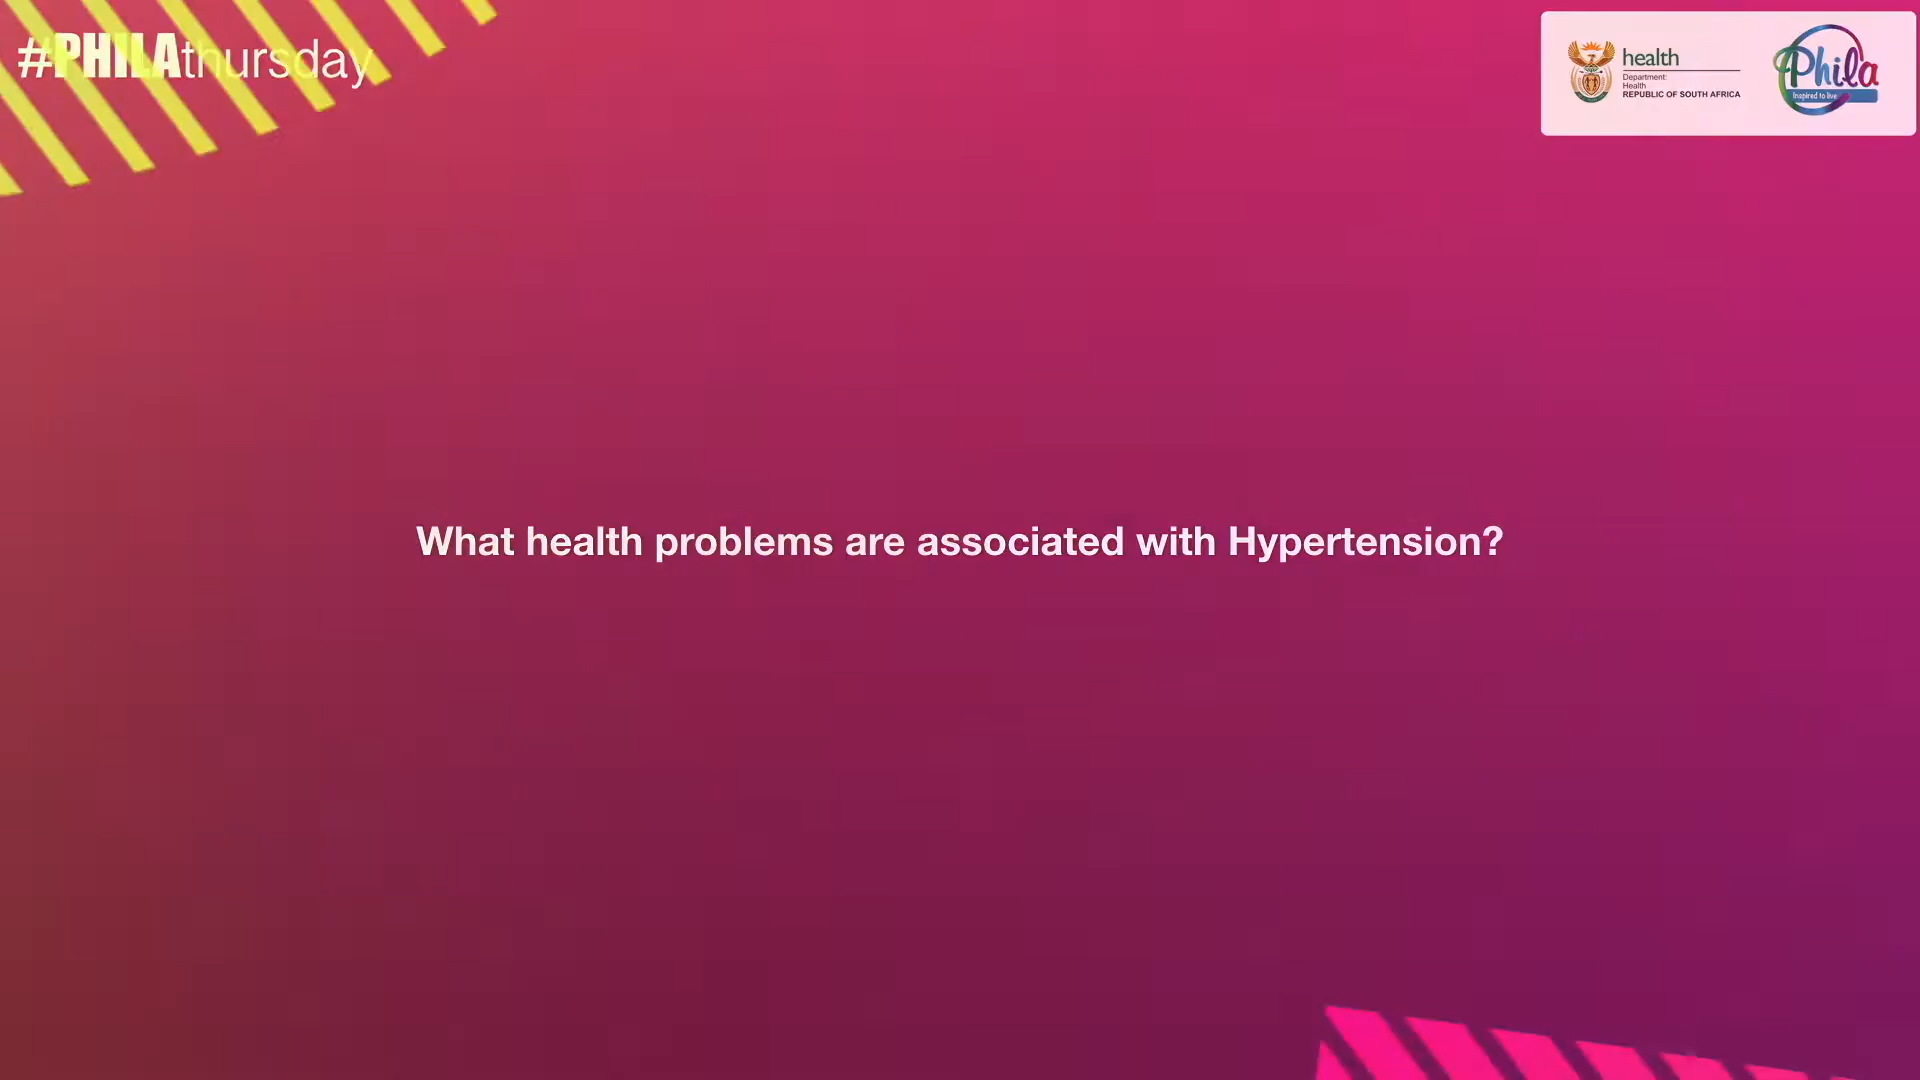 #PHILAthursday
health
Department:
Health
REPUBLIC OF SOUTH AFRICA
Phila
Inspired to live
What health problems are associated with Hypertension?